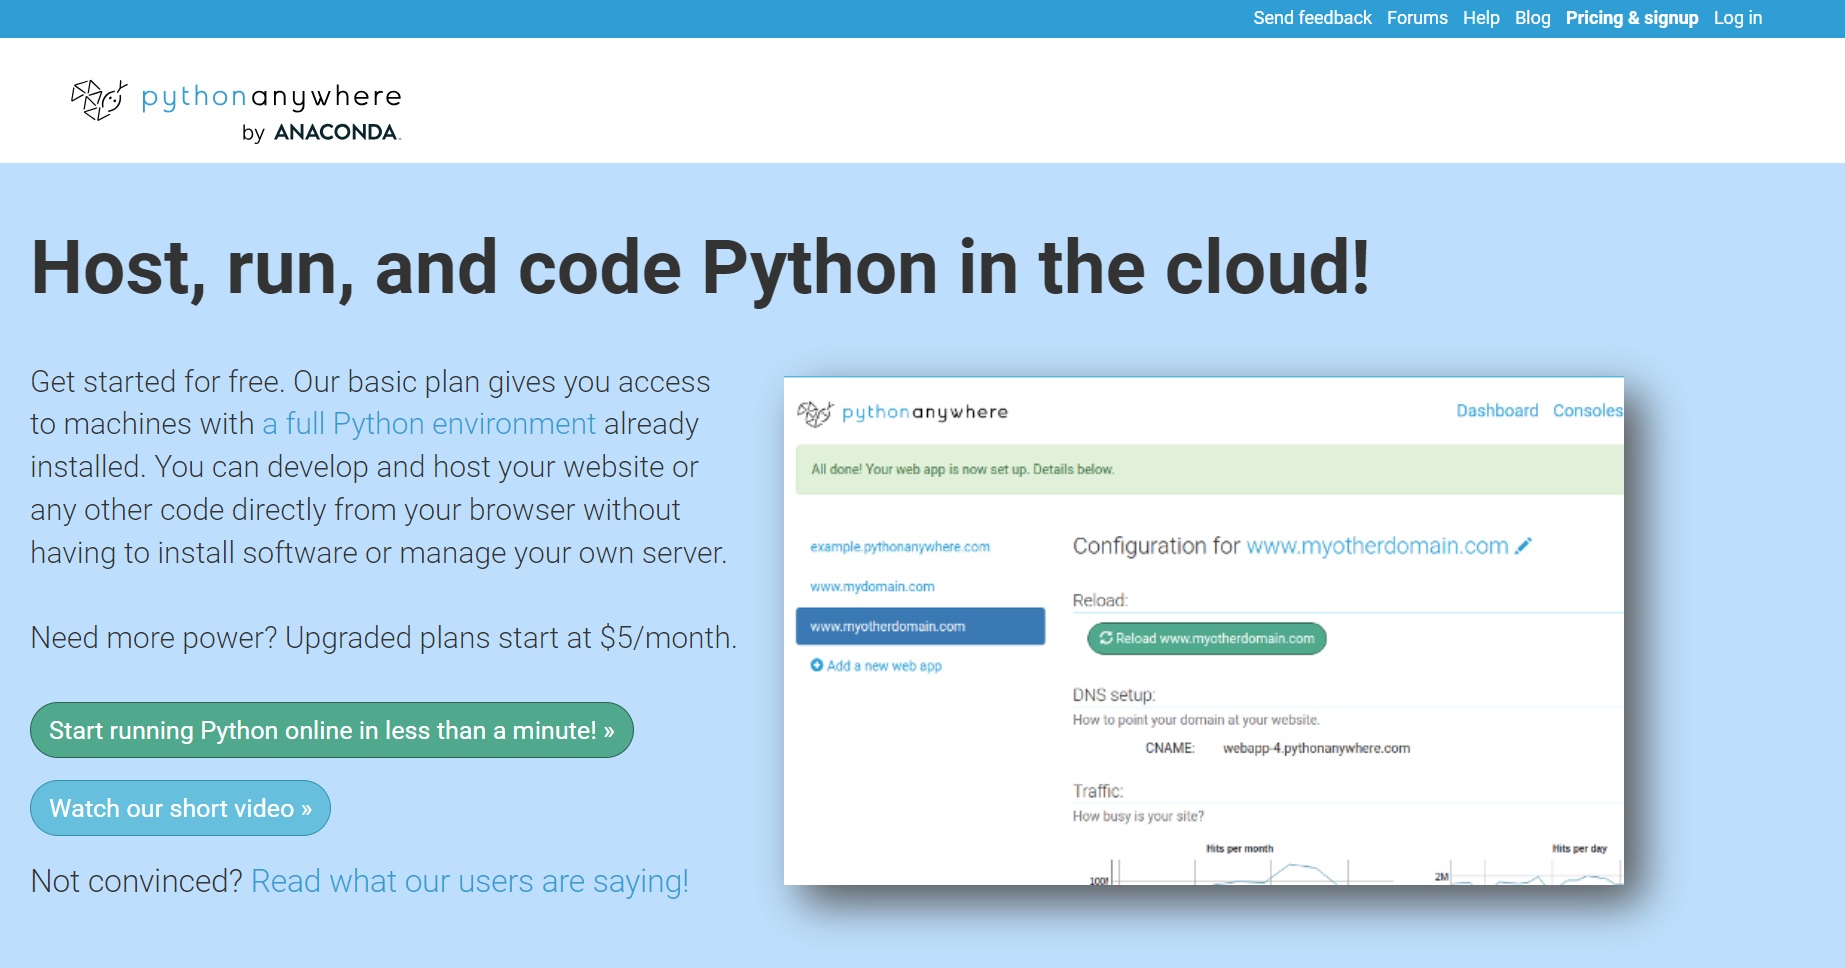 Send feedback Forums Help Blog Pricing & signup Log in
pythonanywhere
by ANACONDA
Host, run, and code Python in the cloud!
Get started for free. Our basic plan gives you access
to machines with a full Python environment already
installed. You can develop and host your website or
any other code directly from your browser without
having to install software or manage your own server.
Need more power? Upgraded plans start at $5/month.
Start running Python online in less than a minute! »
Watch our short video »
Not convinced? Read what our users are saying!
pythonanywhere
Dashboard Consoles
All done! Your web app is now set up. Details below.
example.pythonanywhere.com
www.mydomain.com
www.myotherdomain.com
Add a new web app
Configuration for www.myotherdomain.com
Reload:
Reload www.myotherdomain.com
DNS setup:
How to point your domain at your website.
CNAME: webapp-4.pythonanywhere.com
Traffic:
How busy is your site?
Hits per month Hits per day
2M